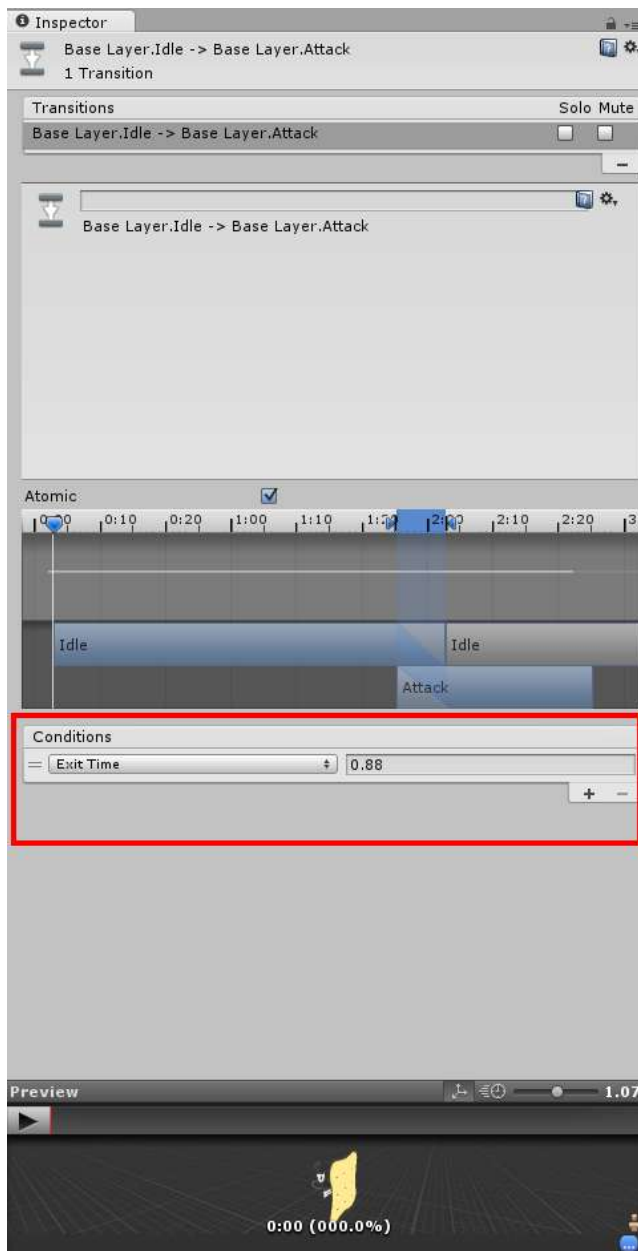 Inspector
Base Layer.Idle -> Base Layer.Attack
1 Transition
Transitions Solo Mute
Base Layer.Idle -> Base Layer.Attack
Base Layer.Idle -> Base Layer.Attack
Atomic
0:10 0:20 1:00 1:10 2:10 2:20
Idle Idle
Attack
Conditions
Exit Time 0.88
Preview 1.07
0:00 (000.0%)